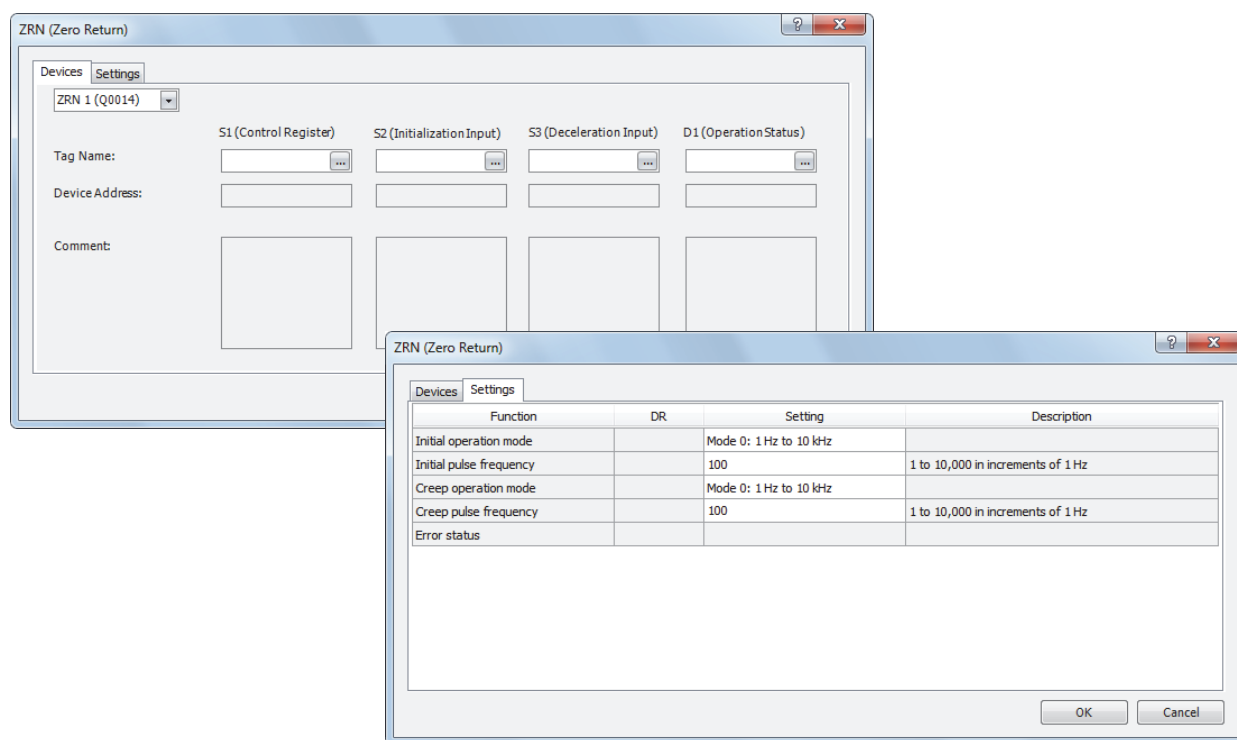 ZRN (Zero Return)
Devices Settings
ZRN 1 (Q0014)
S1 (Control Register) S2 (Initialization Input) S3 (Deceleration Input) D1 (Operation Status)
Tag Name: ... ... ... ...
Device Address:
Comment:
ZRN (Zero Return)
Devices Settings
Function DR Setting Description
Initial operation mode Mode 0: 1 Hz to 10 kHz
Initial pulse frequency 100 1 to 10,000 in increments of 1 Hz
Creep operation mode Mode 0: 1 Hz to 10 kHz
Creep pulse frequency 100 1 to 10,000 in increments of 1 Hz
Error status
OK Cancel